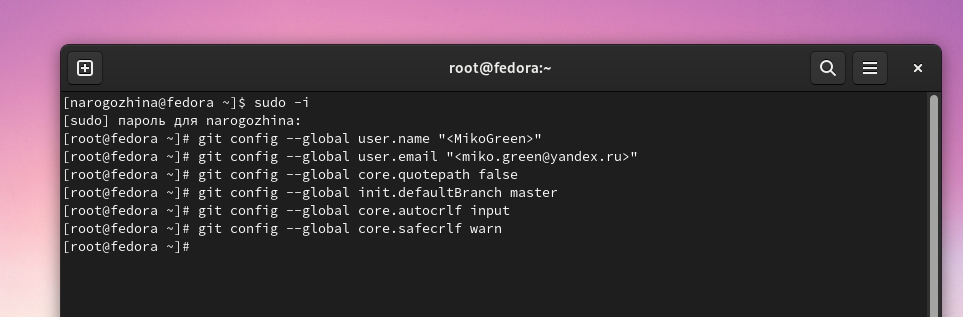 root@fedora:~
[narogozhina@fedora ~]$ sudo -i
[sudo] пароль для narogozhina:
[root@fedora ~]# git config --global user.name "<MikoGreen>"
[root@fedora ~]# git config --global user.email "<miko.green@yandex.ru>"
[root@fedora ~]# git config --global core.quotepath false
[root@fedora ~]# git config --global init.defaultBranch master
[root@fedora ~]# git config --global core.autocrlf input
[root@fedora ~]# git config --global core.safecrlf warn
[root@fedora ~]#